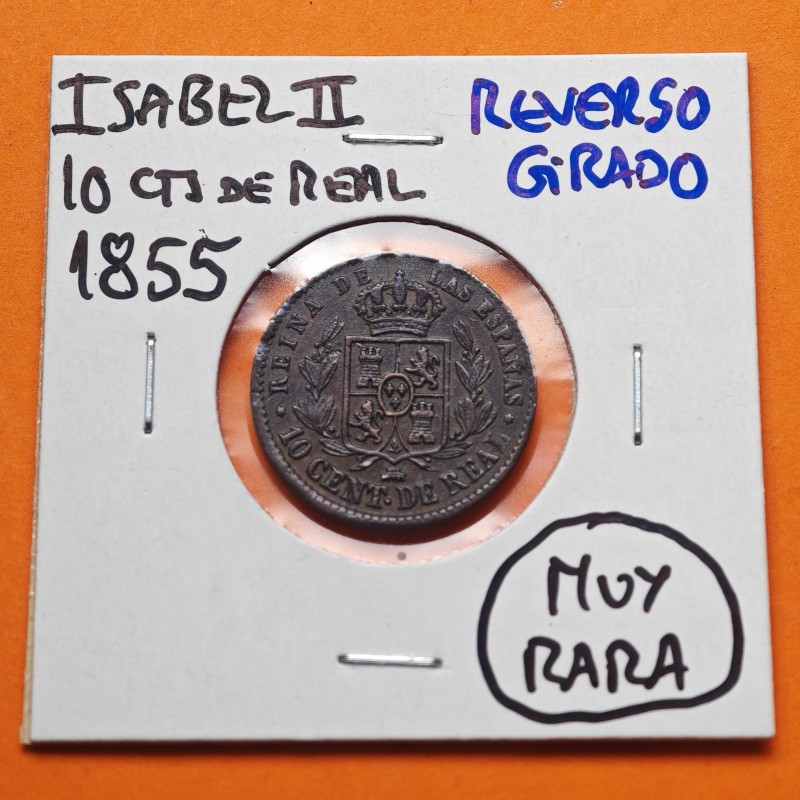 ISABEL II
10 CTS DE REAL
1855
REVERSO
GIRADO
REINA DE LAS ESPAÑAS
10 CENT. DE REAL
MUY
RARA